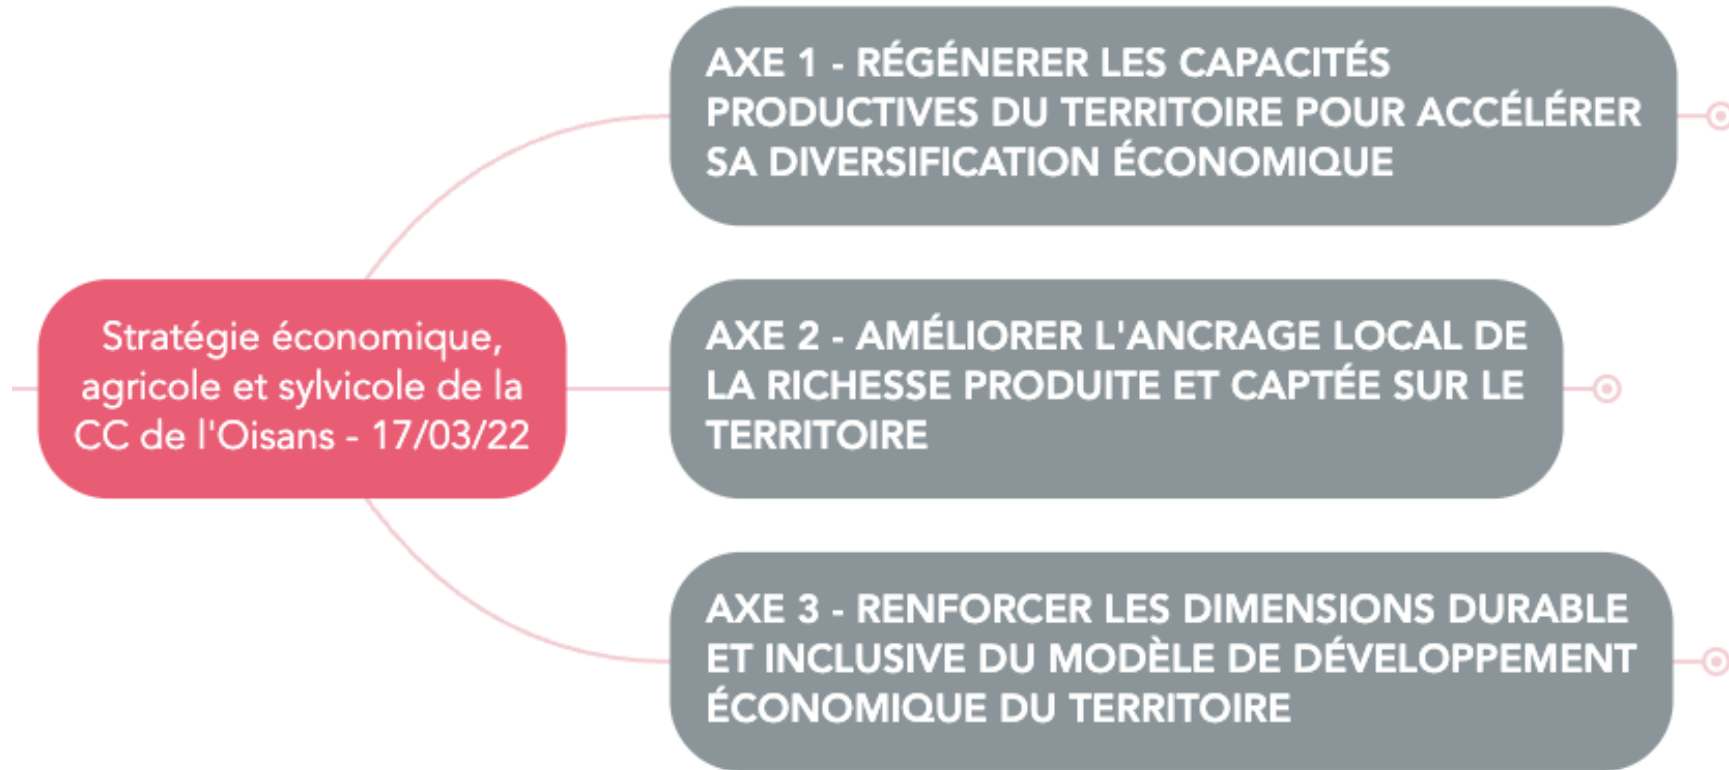 Stratégie économique,
agricole et sylvicole de la
CC de l'Oisans - 17/03/22
AXE 1 - RÉGÉNERER LES CAPACITÉS
PRODUCTIVES DU TERRITOIRE POUR ACCÉLÉRER
SA DIVERSIFICATION ÉCONOMIQUE
AXE 2 - AMÉLIORER L'ANCRAGE LOCAL DE
LA RICHESSE PRODUITE ET CAPTÉE SUR LE
TERRITOIRE
AXE 3 - RENFORCER LES DIMENSIONS DURABLE
ET INCLUSIVE DU MODÈLE DE DÉVELOPPEMENT
ÉCONOMIQUE DU TERRITOIRE